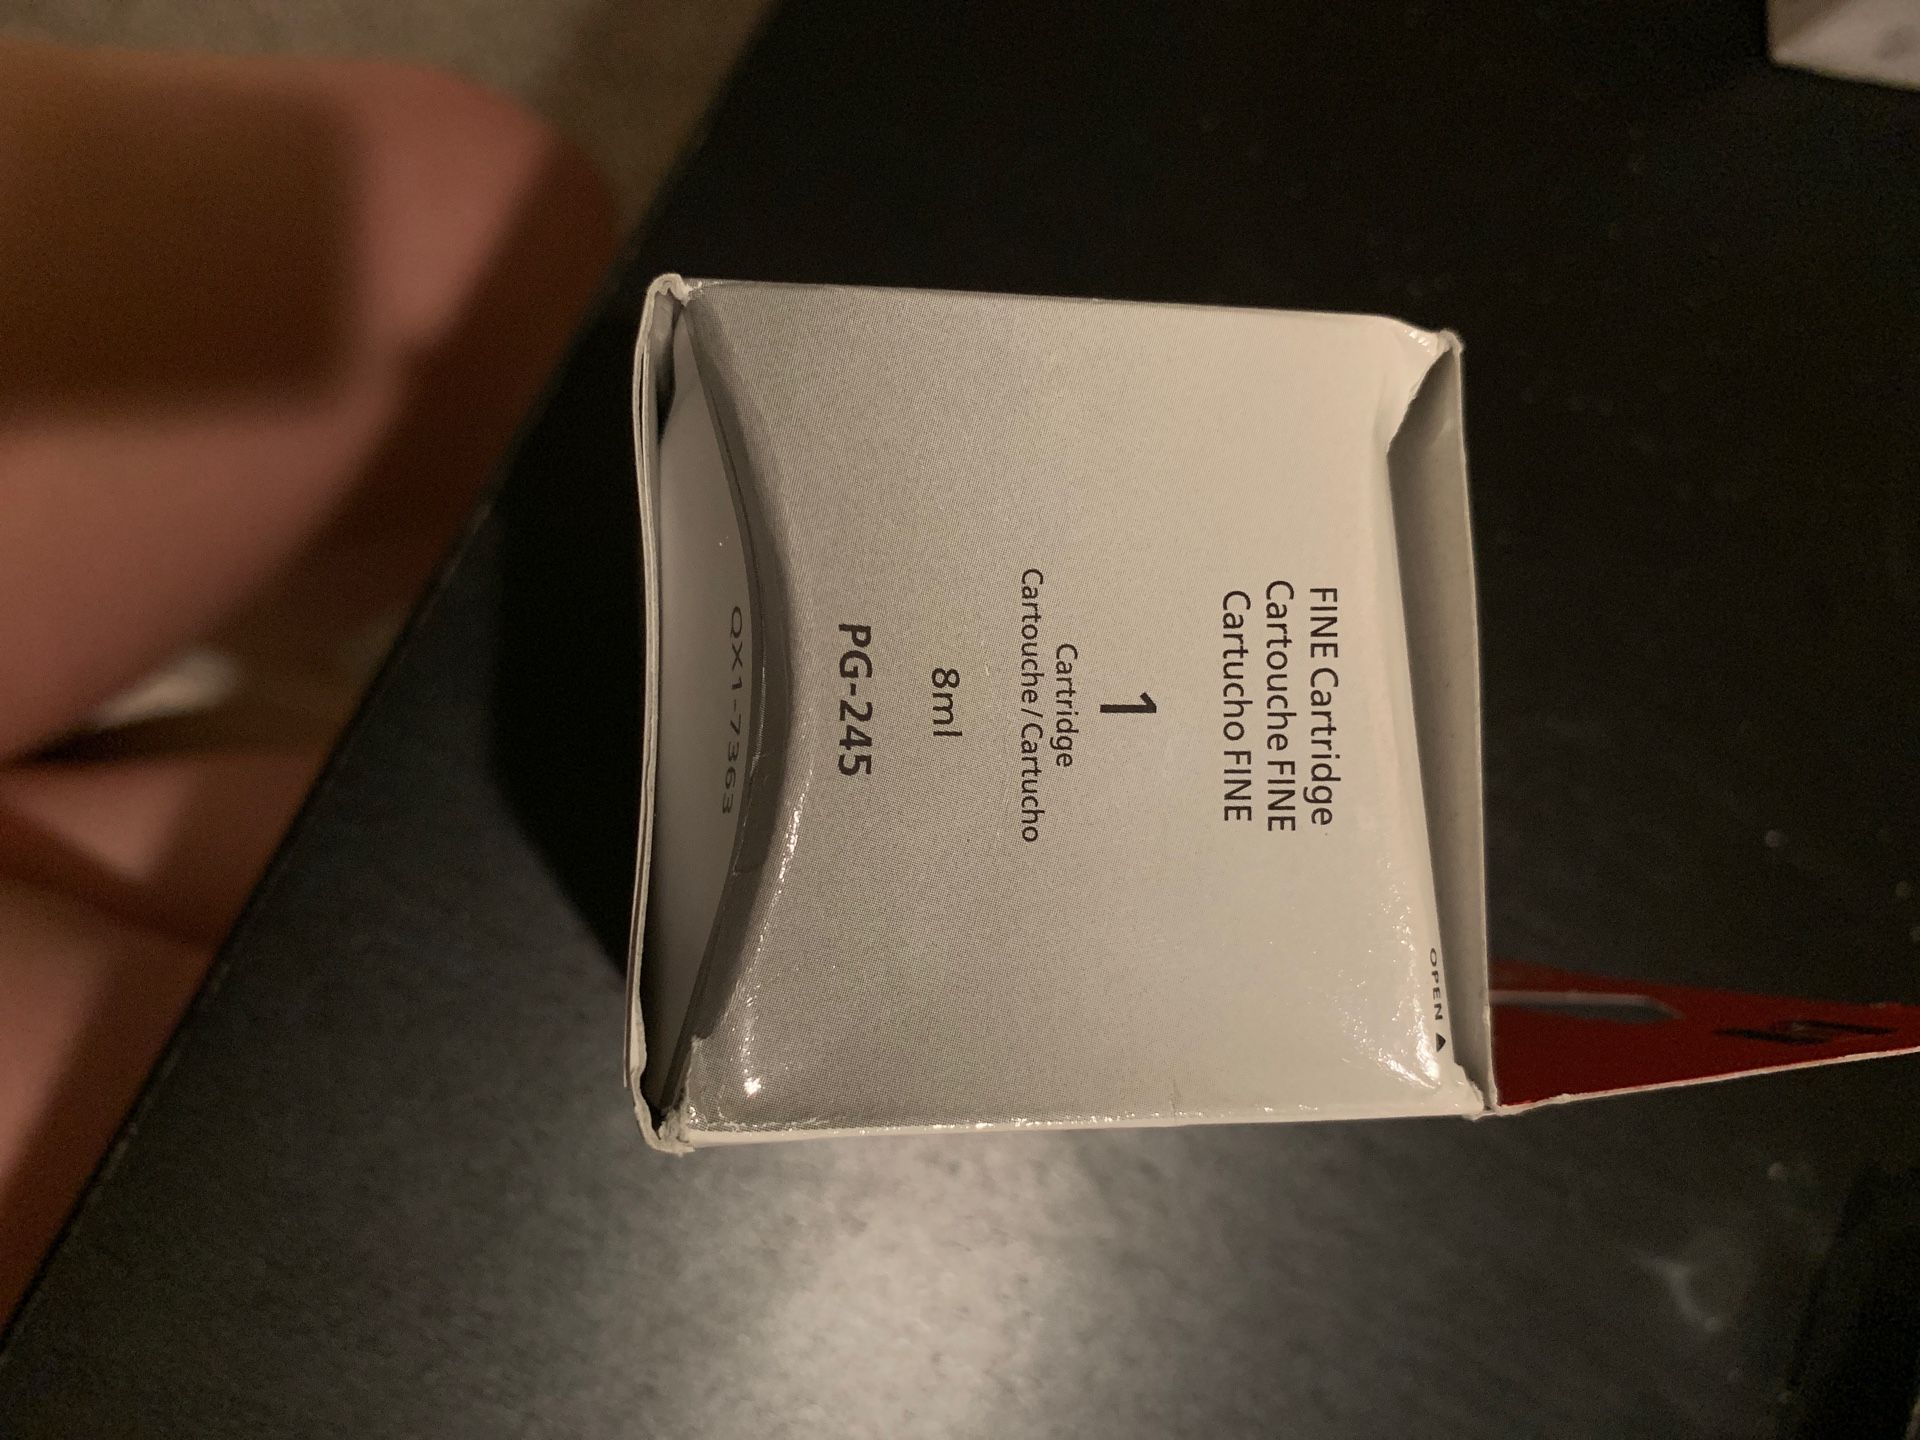 FINE Cartridge
Cartouche FINE
Cartucho FINE
1
Cartridge
Cartouche / Cartucho
8ml
PG-245
QX1-7363
OPEN ▲